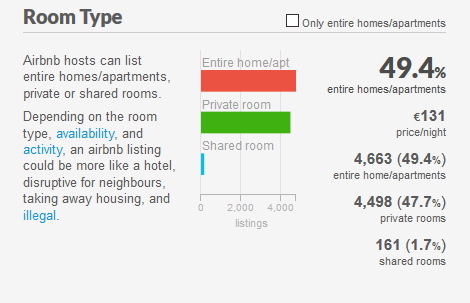 Room Type
Only entire homes/apartments
Airbnb hosts can list
entire homes/apartments,
private or shared rooms.
Depending on the room
type, availability, and
activity, an airbnb listing
could be more like a hotel,
disruptive for neighbours,
taking away housing, and
illegal.
Entire home/apt
Private room
Shared room
0 2,000 4,000
listings
49.4%
entire homes/apartments
€131
price/night
4,663 (49.4%)
entire homes/apartments
4,498 (47.7%)
private rooms
161 (1.7%)
shared rooms